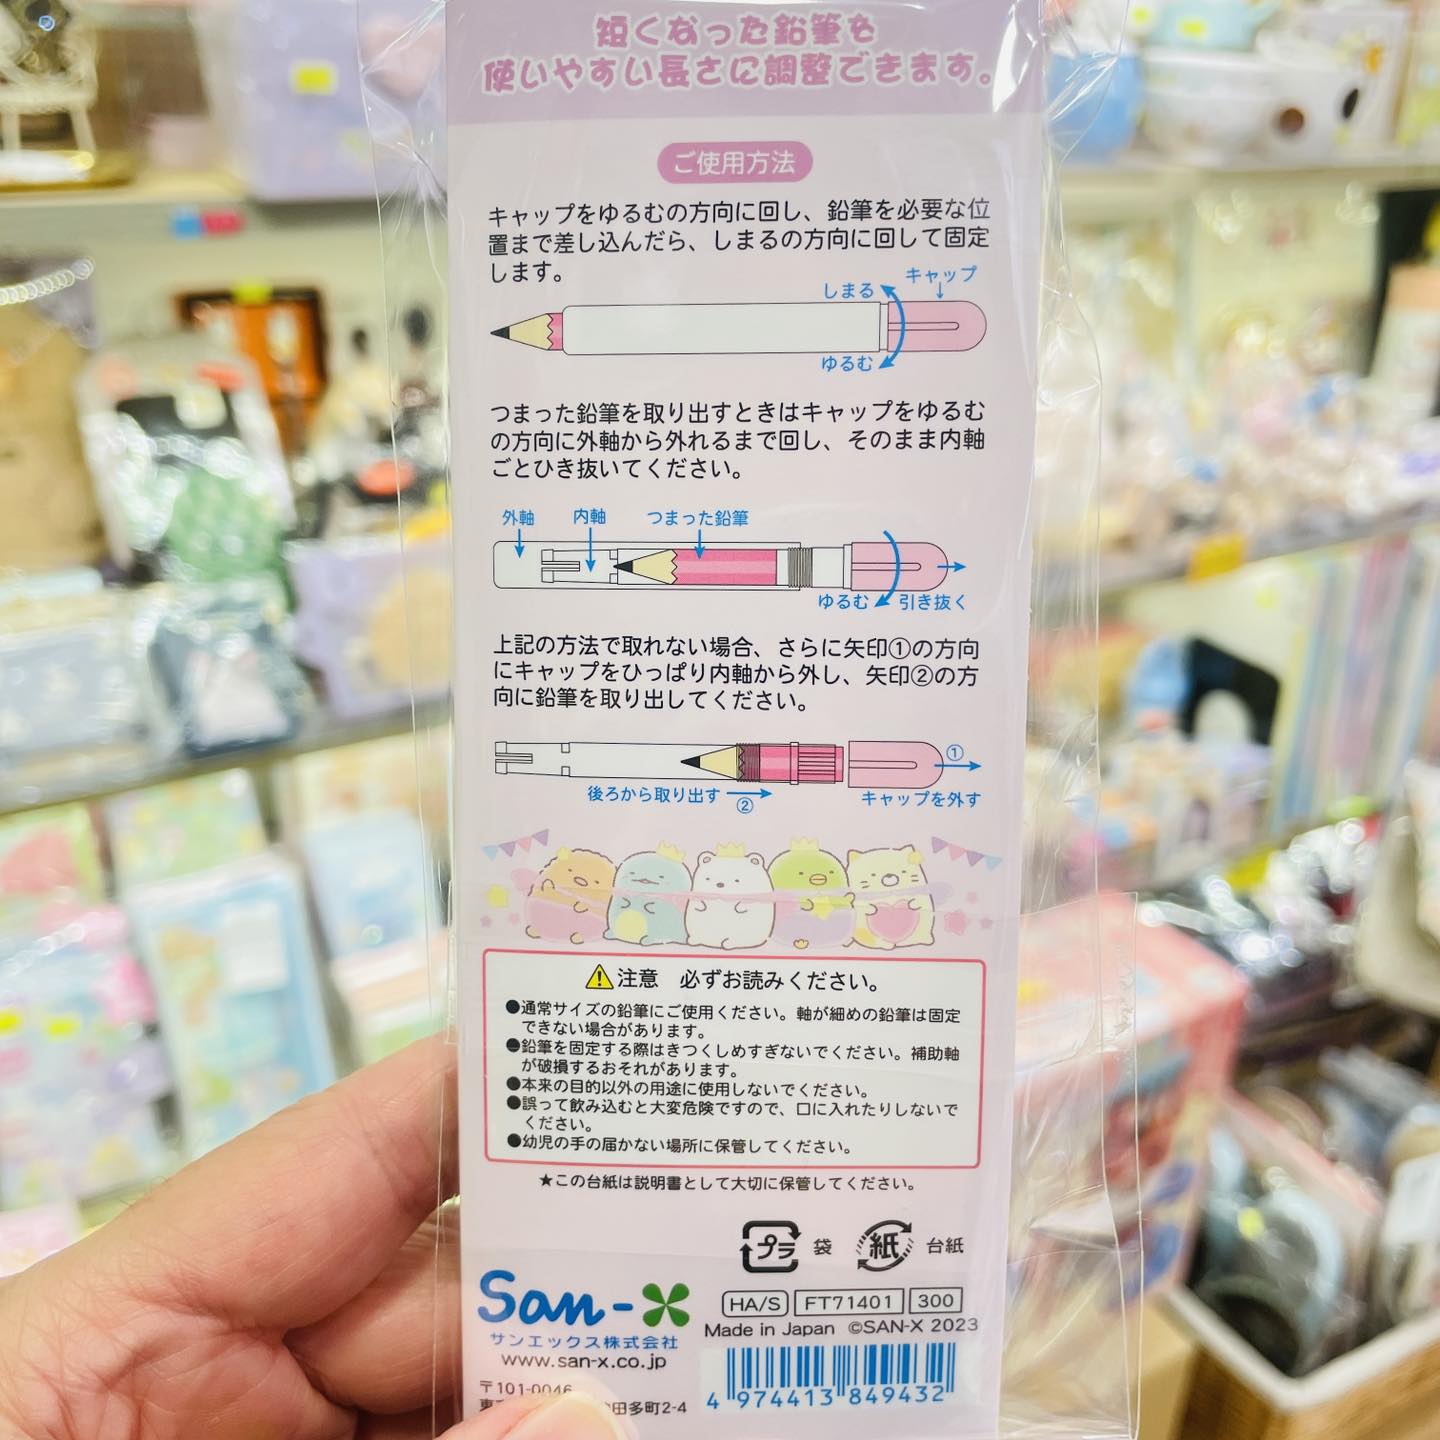 短くなった鉛筆を
使いやすい長さに調整できます。
ご使用方法
キャップをゆるむの方向に回し、鉛筆を必要な位
置まで差し込んだら、しまるの方向に回して固定
します。
キャップ
しまる
ゆるむ
つまった鉛筆を取り出すときはキャップをゆるむ
の方向に外軸から外れるまで回し、そのまま内軸
ごとひき抜いてください。
外軸 内軸 つまった鉛筆
ゆるむ 引き抜く
上記の方法で取れない場合、さらに矢印①の方向
にキャップをひっぱり内軸から外し、矢印②の方
向に鉛筆を取り出してください。
①
後ろから取り出す ② キャップを外す
注意 必ずお読みください。
●通常サイズの鉛筆にご使用ください。軸が細めの鉛筆は固定
できない場合があります。
●鉛筆を固定する際はきつくしめすぎないでください。補助軸
が破損するおそれがあります。
●本来の目的以外の用途に使用しないでください。
●誤って飲み込むと大変危険ですので、口に入れたりしないで
ください。
●幼児の手の届かない場所に保管してください。
★この台紙は説明書として大切に保管してください。
プラ 袋 紙 台紙
San-X
HA/S FT71401 300
サンエックス株式会社
Made in Japan ©SAN-X 2023
www.san-x.co.jp
〒101-0046
東 田多町2-4
4 974413 849432